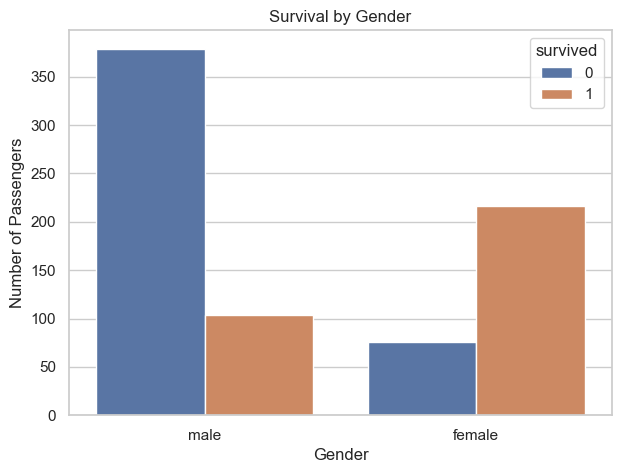 Survival by Gender
survived
0
1
Number of Passengers
350
300
250
200
150
100
50
0
male
female
Gender